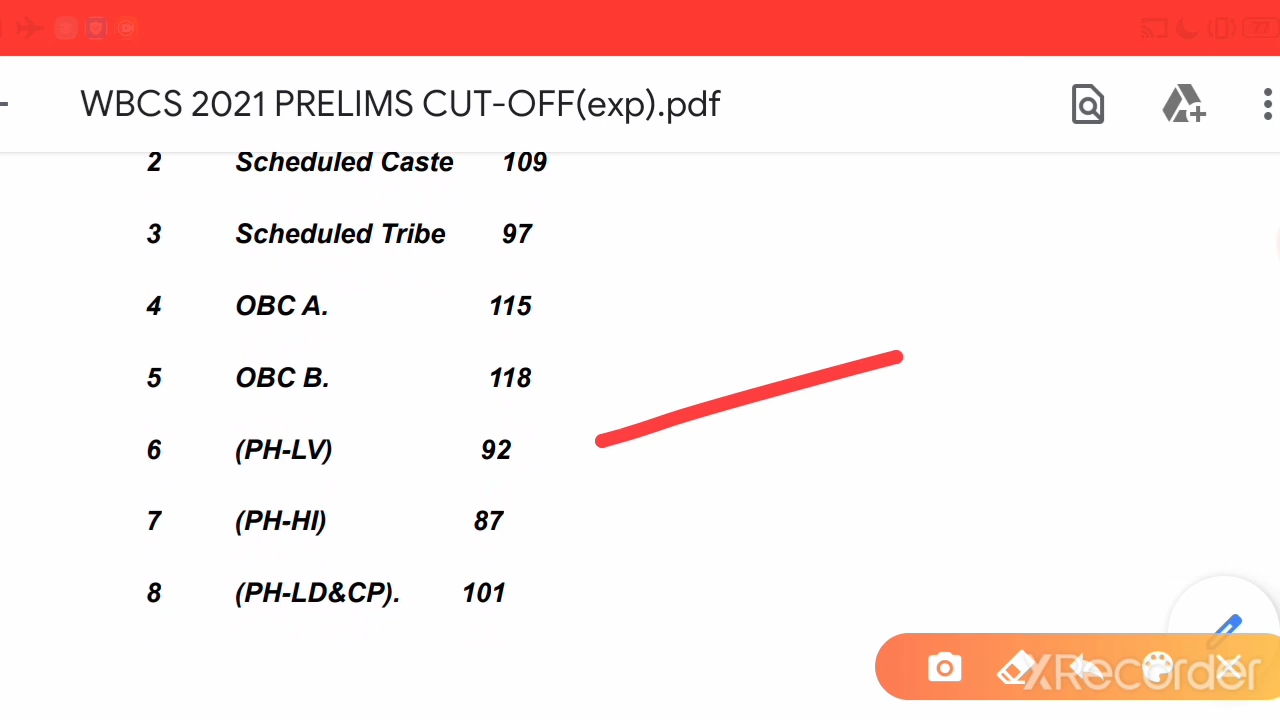 77
WBCS 2021 PRELIMS CUT-OFF(exp).pdf
2 Scheduled Caste 109
3 Scheduled Tribe 97
4 OBC A. 115
5 OBC B. 118
6 (PH-LV) 92
7 (PH-HI) 87
8 (PH-LD&CP). 101
XRecorder